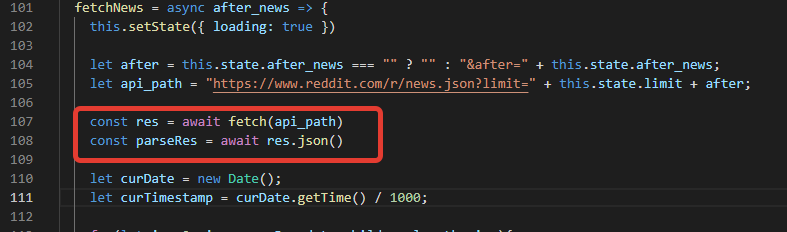 101 fetchNews = async after_news => {
102 this.setState({ loading: true })
103
104 let after = this.state.after_news === "" ? "" : "&after=" + this.state.after_news;
105 let api_path = "https://www.reddit.com/r/news.json?limit=" + this.state.limit + after;
106
107 const res = await fetch(api_path)
108 const parseRes = await res.json()
109
110 let curDate = new Date();
111 let curTimestamp = curDate.getTime() / 1000;
112